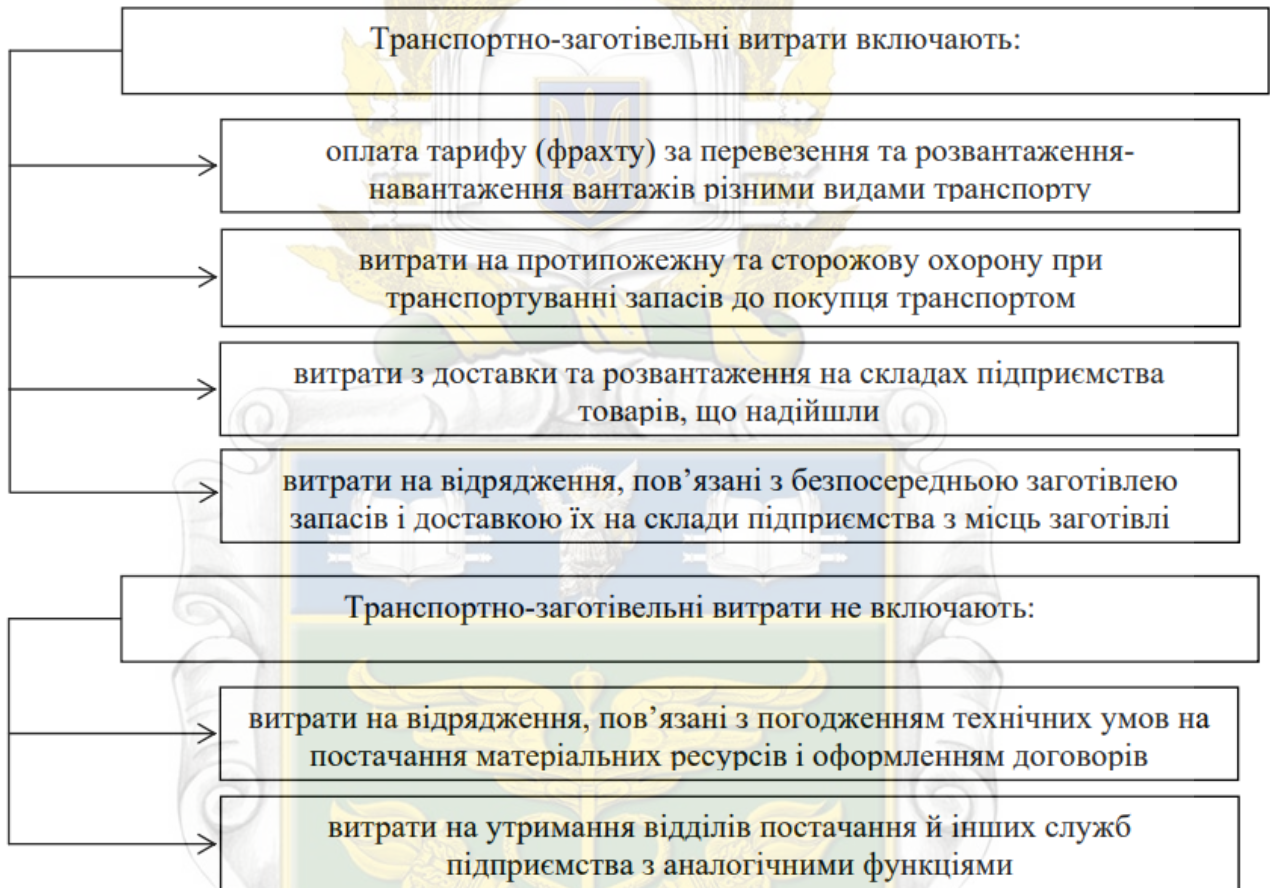 Транспортно-заготівельні витрати включають:
оплата тарифу (фрахту) за перевезення та розвантаження-
навантаження вантажів різними видами транспорту
витрати на протипожежну та сторожову охорону при
транспортуванні запасів до покупця транспортом
витрати з доставки та розвантаження на складах підприємства
товарів, що надійшли
витрати на відрядження, пов’язані з безпосередньою заготівлею
запасів і доставкою їх на склади підприємства з місць заготівлі
Транспортно-заготівельні витрати не включають:
витрати на відрядження, пов’язані з погодженням технічних умов на
постачання матеріальних ресурсів і оформленням договорів
витрати на утримання відділів постачання й інших служб
підприємства з аналогічними функціями